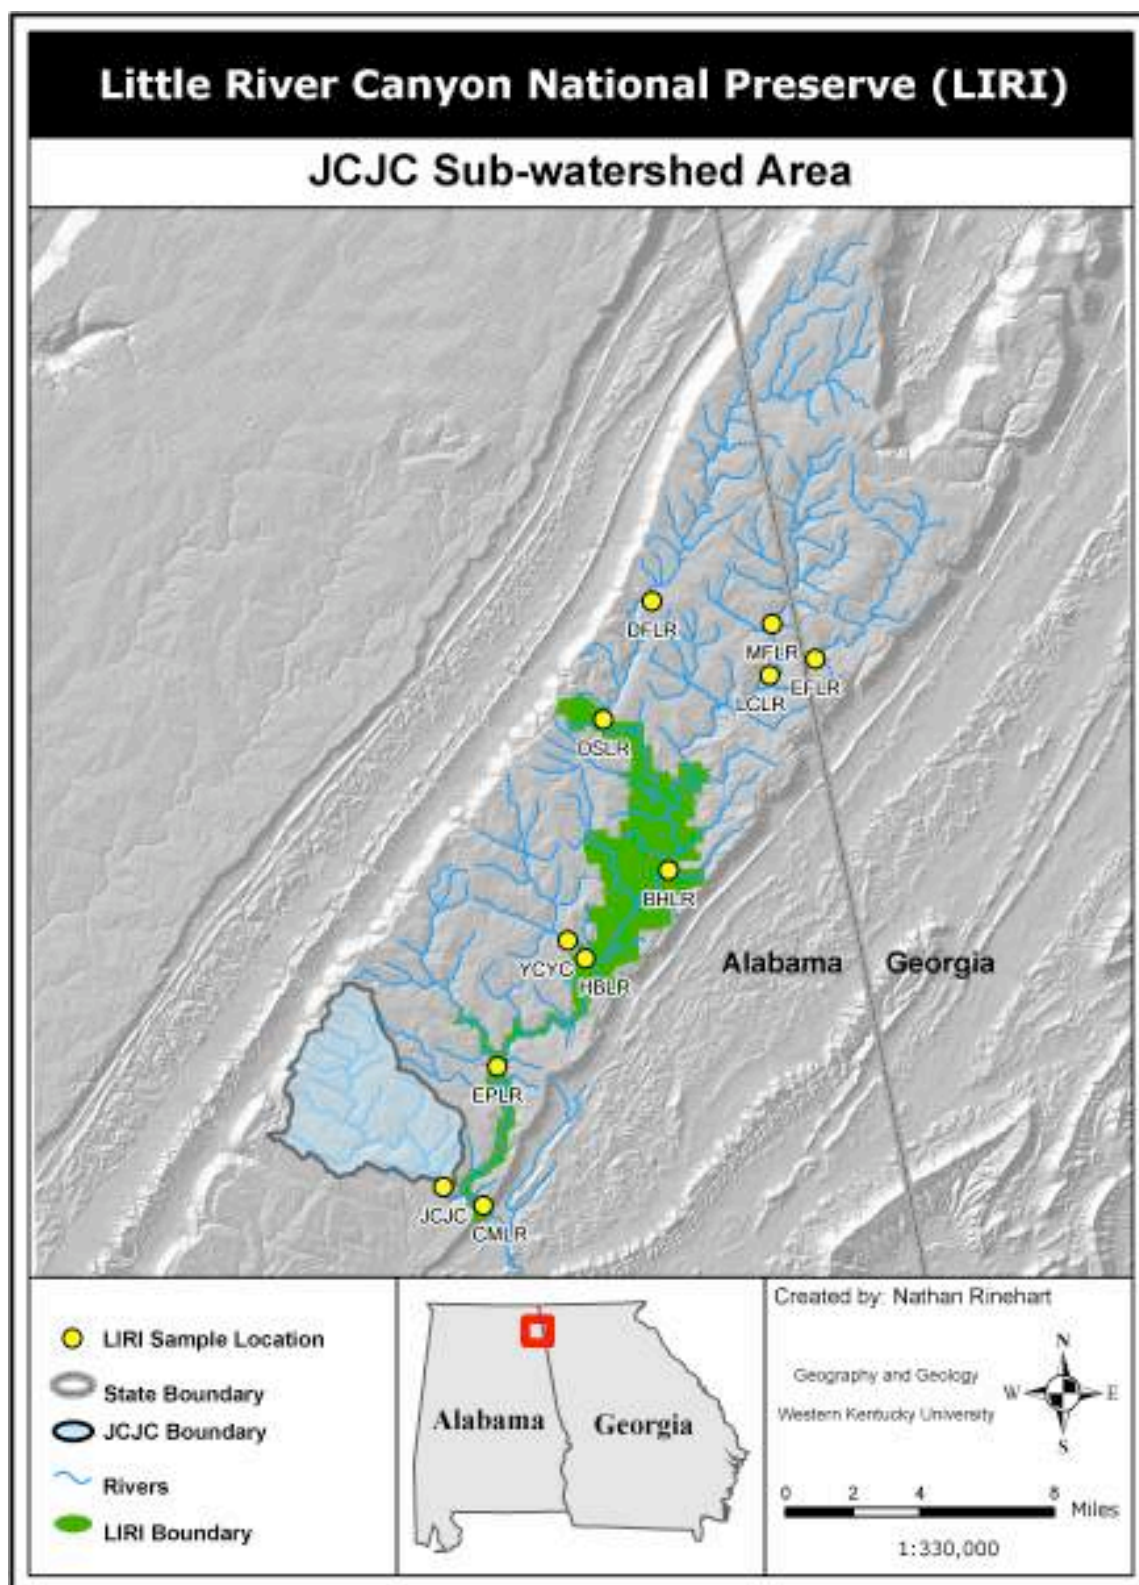 Little River Canyon National Preserve (LIRI)
JCJC Sub-watershed Area
DFLR
MFLR
EFLR
LCLR
DSLR
BHLR
YCYC
HBLR
Alabama
Georgia
EPLR
JCJC
CMLR
LIRI Sample Location
State Boundary
JCJC Boundary
Rivers
LIRI Boundary
Alabama
Georgia
Created by: Nathan Rinehart
Geography and Geology
Western Kentucky University
N
W
E
S
0 2 4 8
Miles
1:330,000